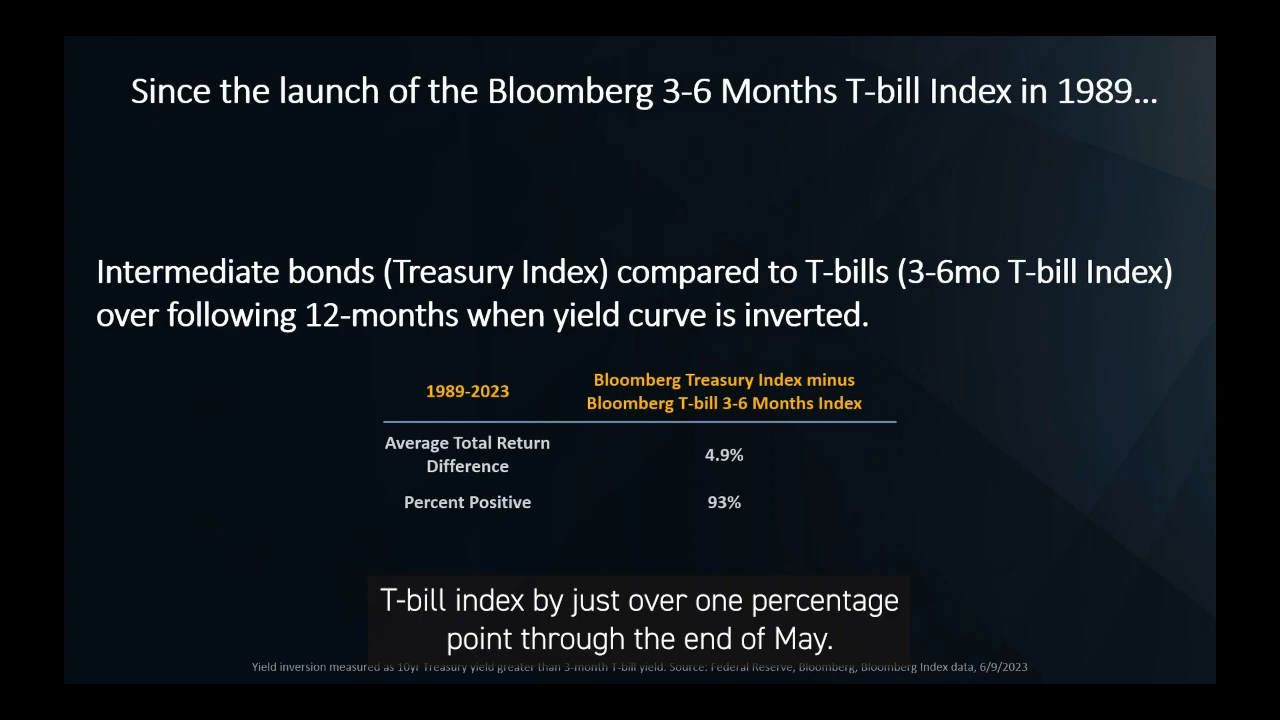 Since the launch of the Bloomberg 3-6 Months T-bill Index in 1989...
Intermediate bonds (Treasury Index) compared to T-bills (3-6mo T-bill Index)
over following 12-months when yield curve is inverted.
1989-2023
Bloomberg Treasury Index minus
Bloomberg T-bill 3-6 Months Index
Average Total Return
Difference
4.9%
Percent Positive
93%
T-bill index by just over one percentage
point through the end of May.
Yield inversion measured as 10yr Treasury yield greater than 3-month T-bill yield. Source: Federal Reserve, Bloomberg, Bloomberg Index data, 6/9/2023